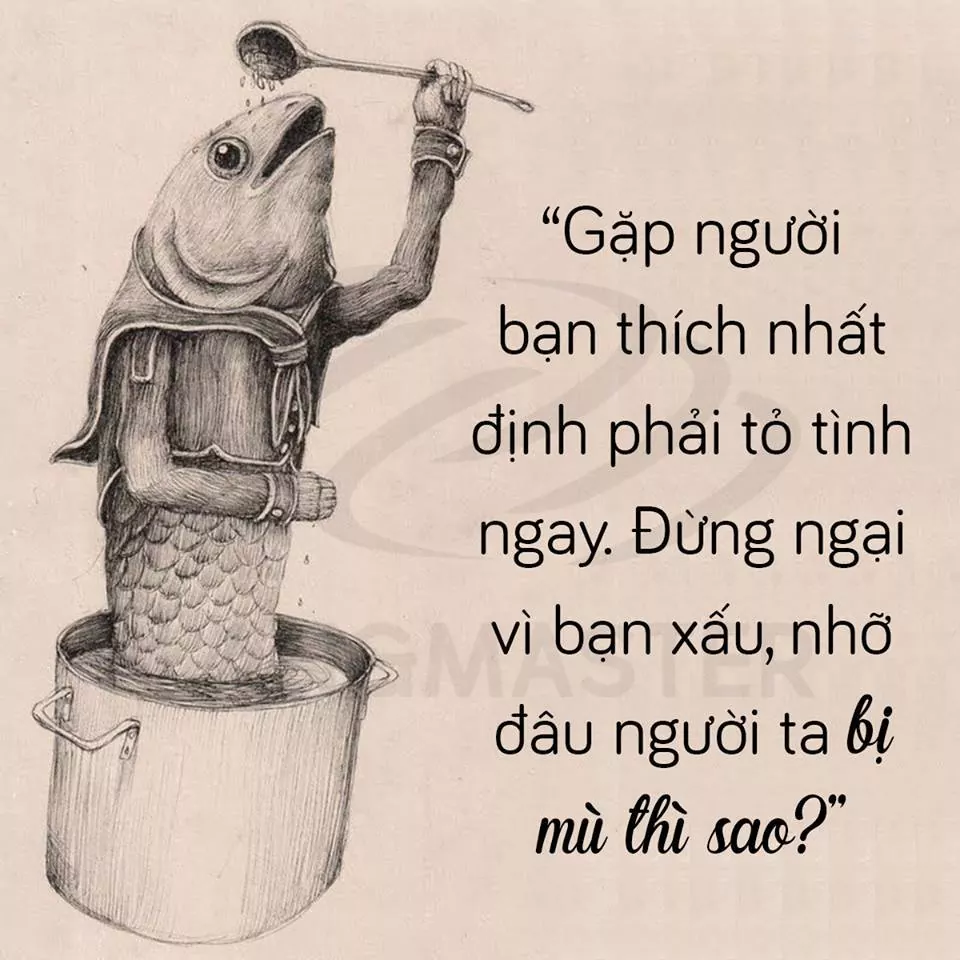 “Gặp người
bạn thích nhất
định phải tỏ tình
ngay. Đừng ngại
vì bạn xấu, nhỡ
đâu người ta bị
mù thì sao?”
GMASTER